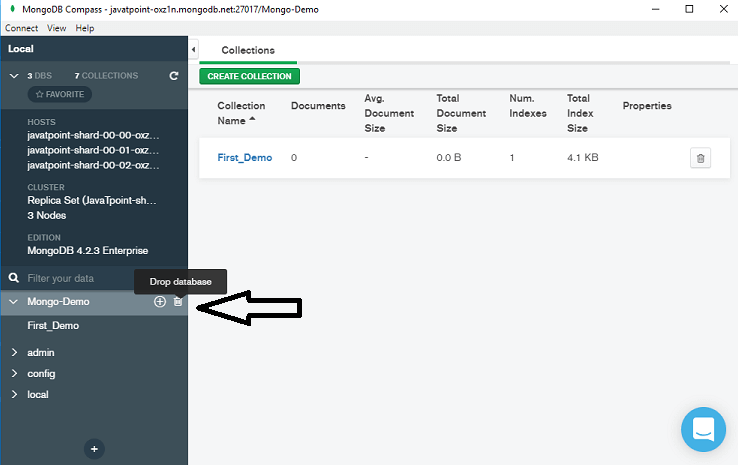 MongoDB Compass - javatpoint-oxz1n.mongodb.net:27017/Mongo-Demo
Connect View Help
Local
3 DBS 7 COLLECTIONS
FAVORITE
HOSTS
javatpoint-shard-00-00-oxz...
javatpoint-shard-00-01-oxz...
javatpoint-shard-00-02-oxz...
CLUSTER
Replica Set (JavaTpoint-sh...
3 Nodes
EDITION
MongoDB 4.2.3 Enterprise
Filter your data
Drop database
Mongo-Demo
First_Demo
admin
config
local
Collections
CREATE COLLECTION
Collection Name Documents Avg. Document Size Total Document Size Num. Indexes Total Index Size Properties
First_Demo 0 - 0.0 B 1 4.1 KB